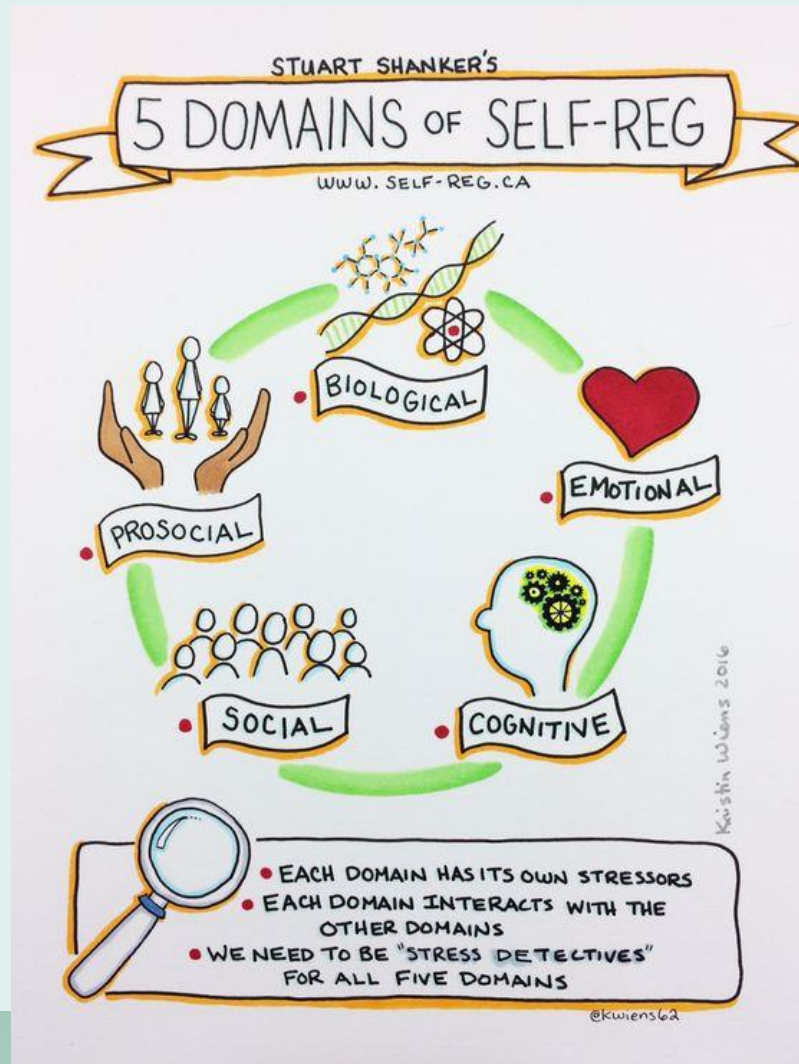 STUART SHANKER'S
5 DOMAINS OF SELF-REG
WWW.SELF-REG.CA
BIOLOGICAL
EMOTIONAL
PROSOCIAL
SOCIAL
COGNITIVE
Kristin Wiens 2016
• EACH DOMAIN HAS ITS OWN STRESSORS
• EACH DOMAIN INTERACTS WITH THE
OTHER DOMAINS
• WE NEED TO BE "STRESS DETECTIVES"
FOR ALL FIVE DOMAINS
@kwiens62